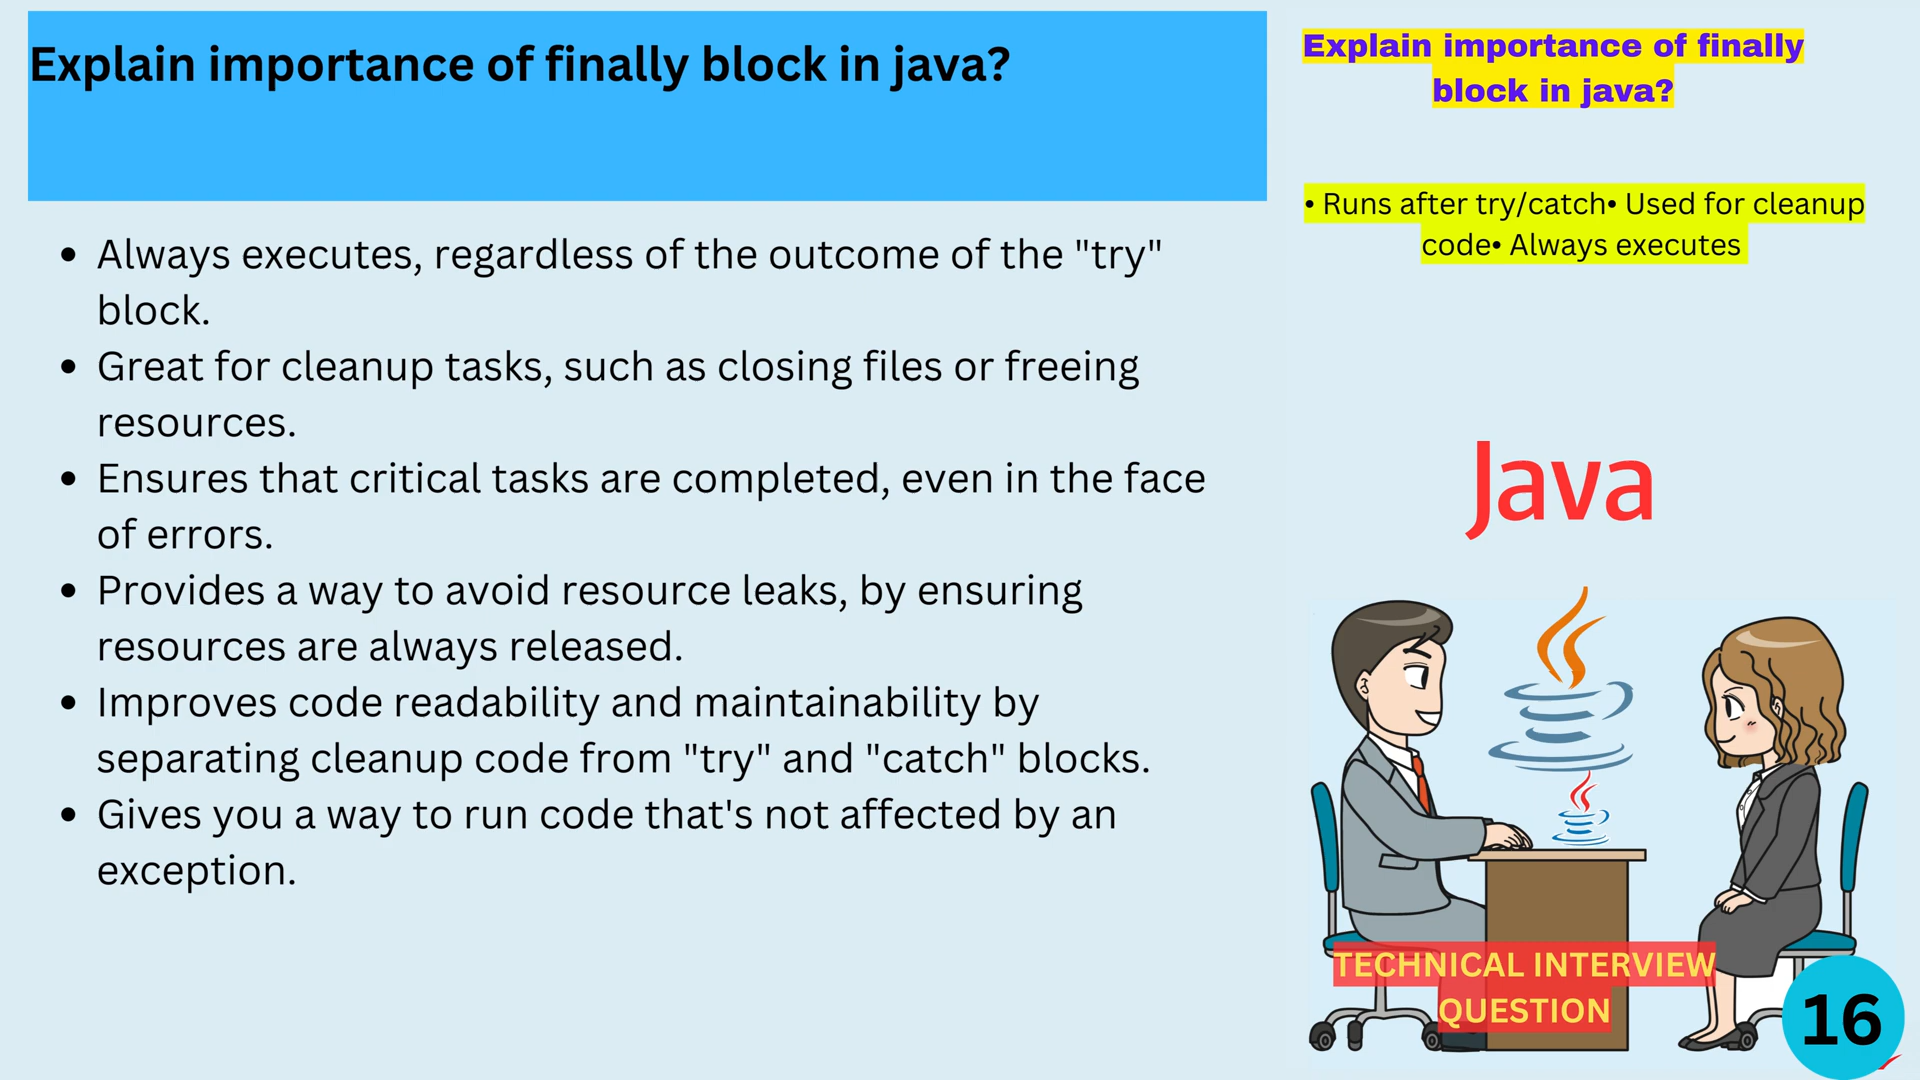 Explain importance of finally block in java?
• Always executes, regardless of the outcome of the "try"
block.
• Great for cleanup tasks, such as closing files or freeing
resources.
• Ensures that critical tasks are completed, even in the face
of errors.
• Provides a way to avoid resource leaks, by ensuring
resources are always released.
• Improves code readability and maintainability by
separating cleanup code from "try" and "catch" blocks.
• Gives you a way to run code that's not affected by an
exception.
Explain importance of finally
block in java?
• Runs after try/catch• Used for cleanup
code• Always executes
Java
TECHNICAL INTERVIEW
QUESTION
16